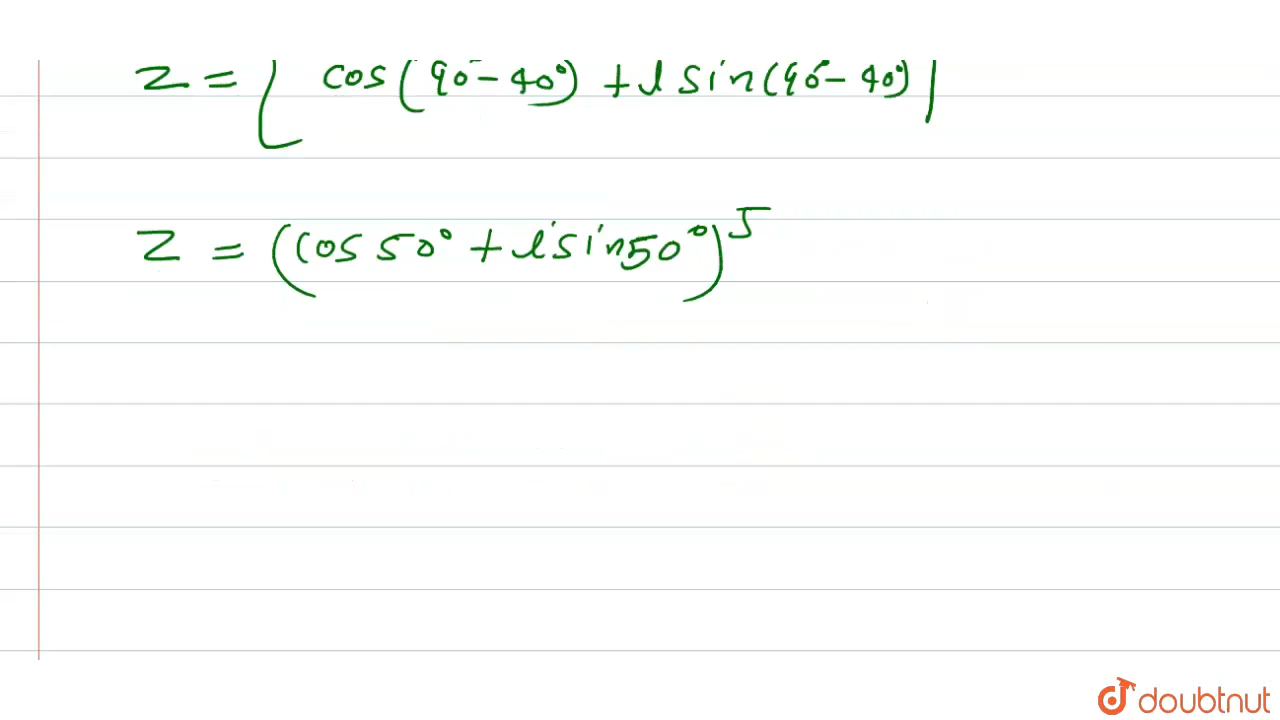 Z = [ cos(90° - 40°) + i sin(90° - 40°)
Z = (cos 50° + i sin 50°)^5
doubtnut